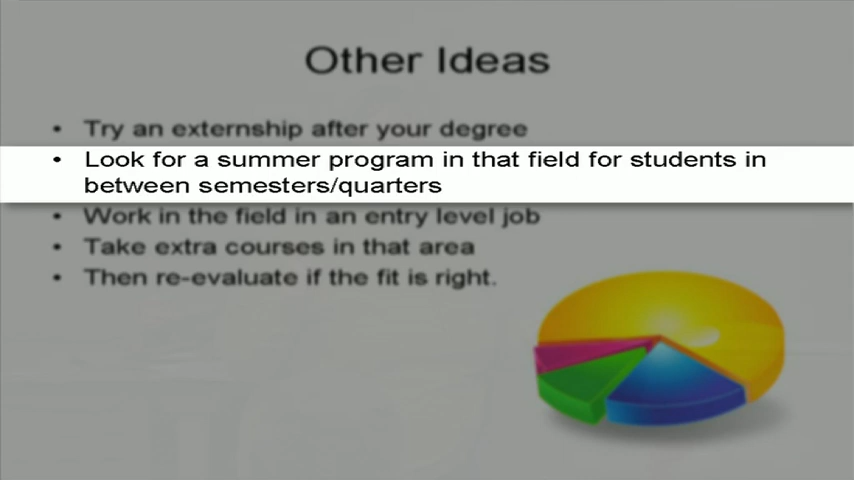 Other Ideas
• Try an externship after your degree
• Look for a summer program in that field for students in
between semesters/quarters
• Work in the field in an entry level job
• Take extra courses in that area
• Then re-evaluate if the fit is right.